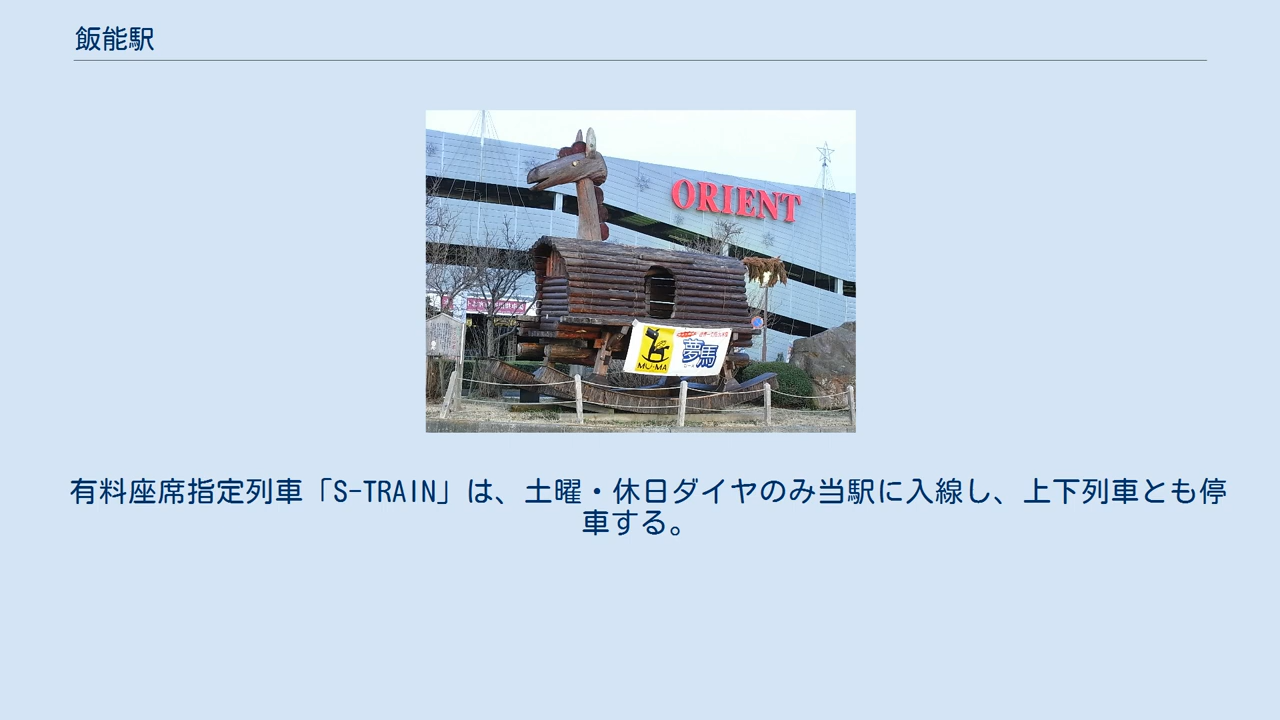 飯能駅
ORIENT
MU-MA
夢馬
有料座席指定列車「S-TRAIN」は、土曜・休日ダイヤのみ当駅に入線し、上下列車とも停
車する。